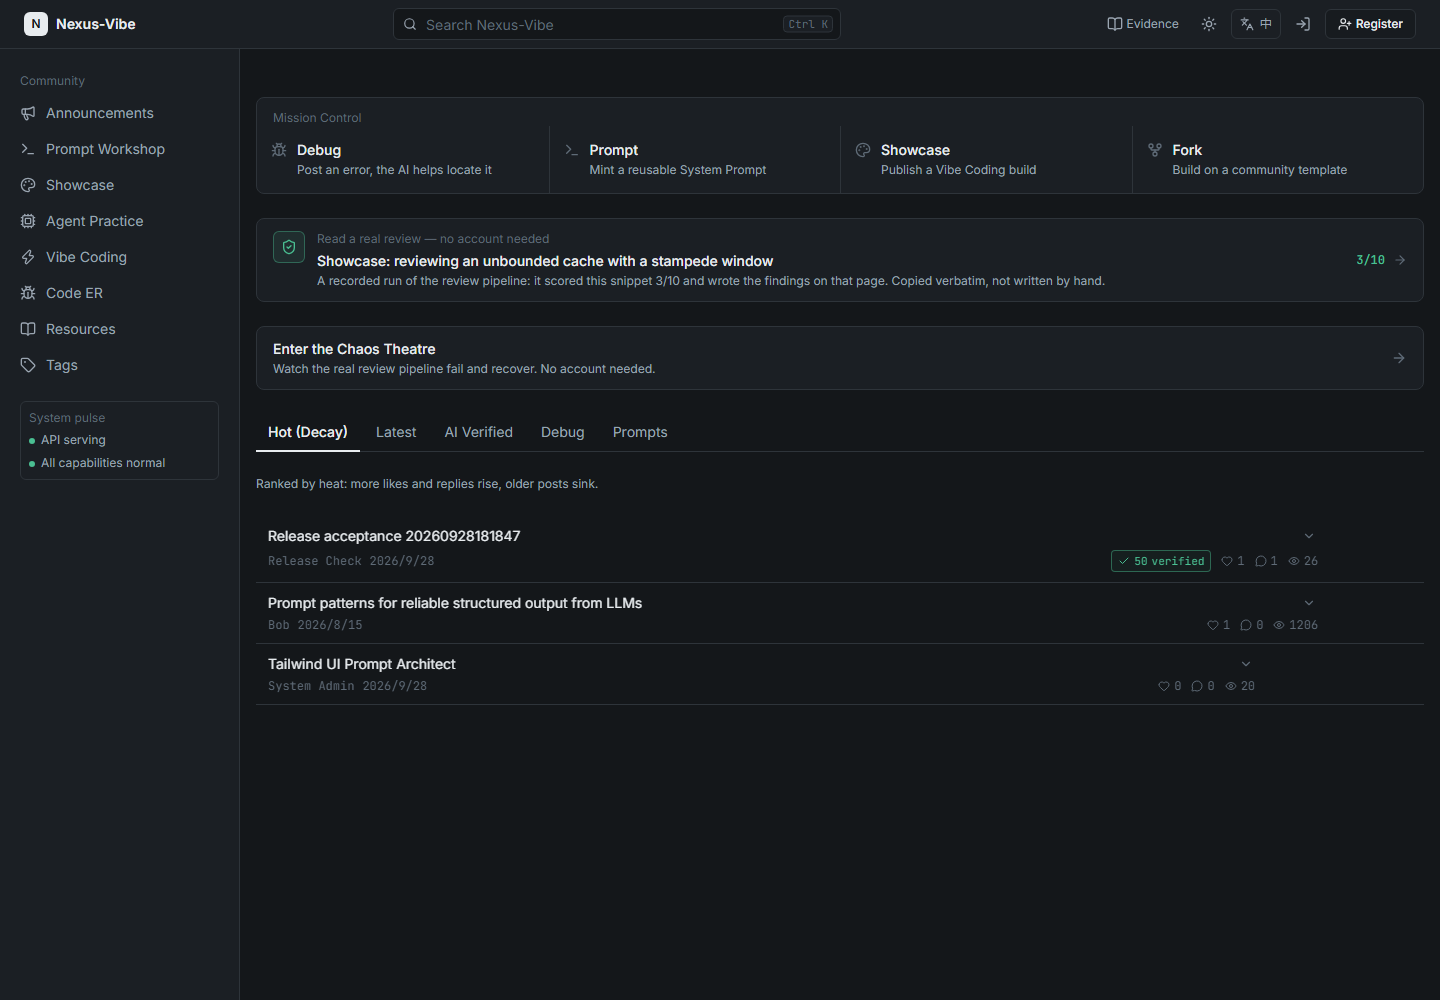 N Nexus-Vibe
Search Nexus-Vibe Ctrl K
Evidence
中
Register
Community
Announcements
Prompt Workshop
Showcase
Agent Practice
Vibe Coding
Code ER
Resources
Tags
System pulse
API serving
All capabilities normal
Mission Control
Debug
Post an error, the AI helps locate it
Prompt
Mint a reusable System Prompt
Showcase
Publish a Vibe Coding build
Fork
Build on a community template
Read a real review — no account needed
Showcase: reviewing an unbounded cache with a stampede window
A recorded run of the review pipeline: it scored this snippet 3/10 and wrote the findings on that page. Copied verbatim, not written by hand.
3/10
Enter the Chaos Theatre
Watch the real review pipeline fail and recover. No account needed.
Hot (Decay) Latest AI Verified Debug Prompts
Ranked by heat: more likes and replies rise, older posts sink.
Release acceptance 20260928181847
Release Check 2026/9/28 50 verified 1 1 26
Prompt patterns for reliable structured output from LLMs
Bob 2026/8/15 1 0 1206
Tailwind UI Prompt Architect
System Admin 2026/9/28 0 0 20